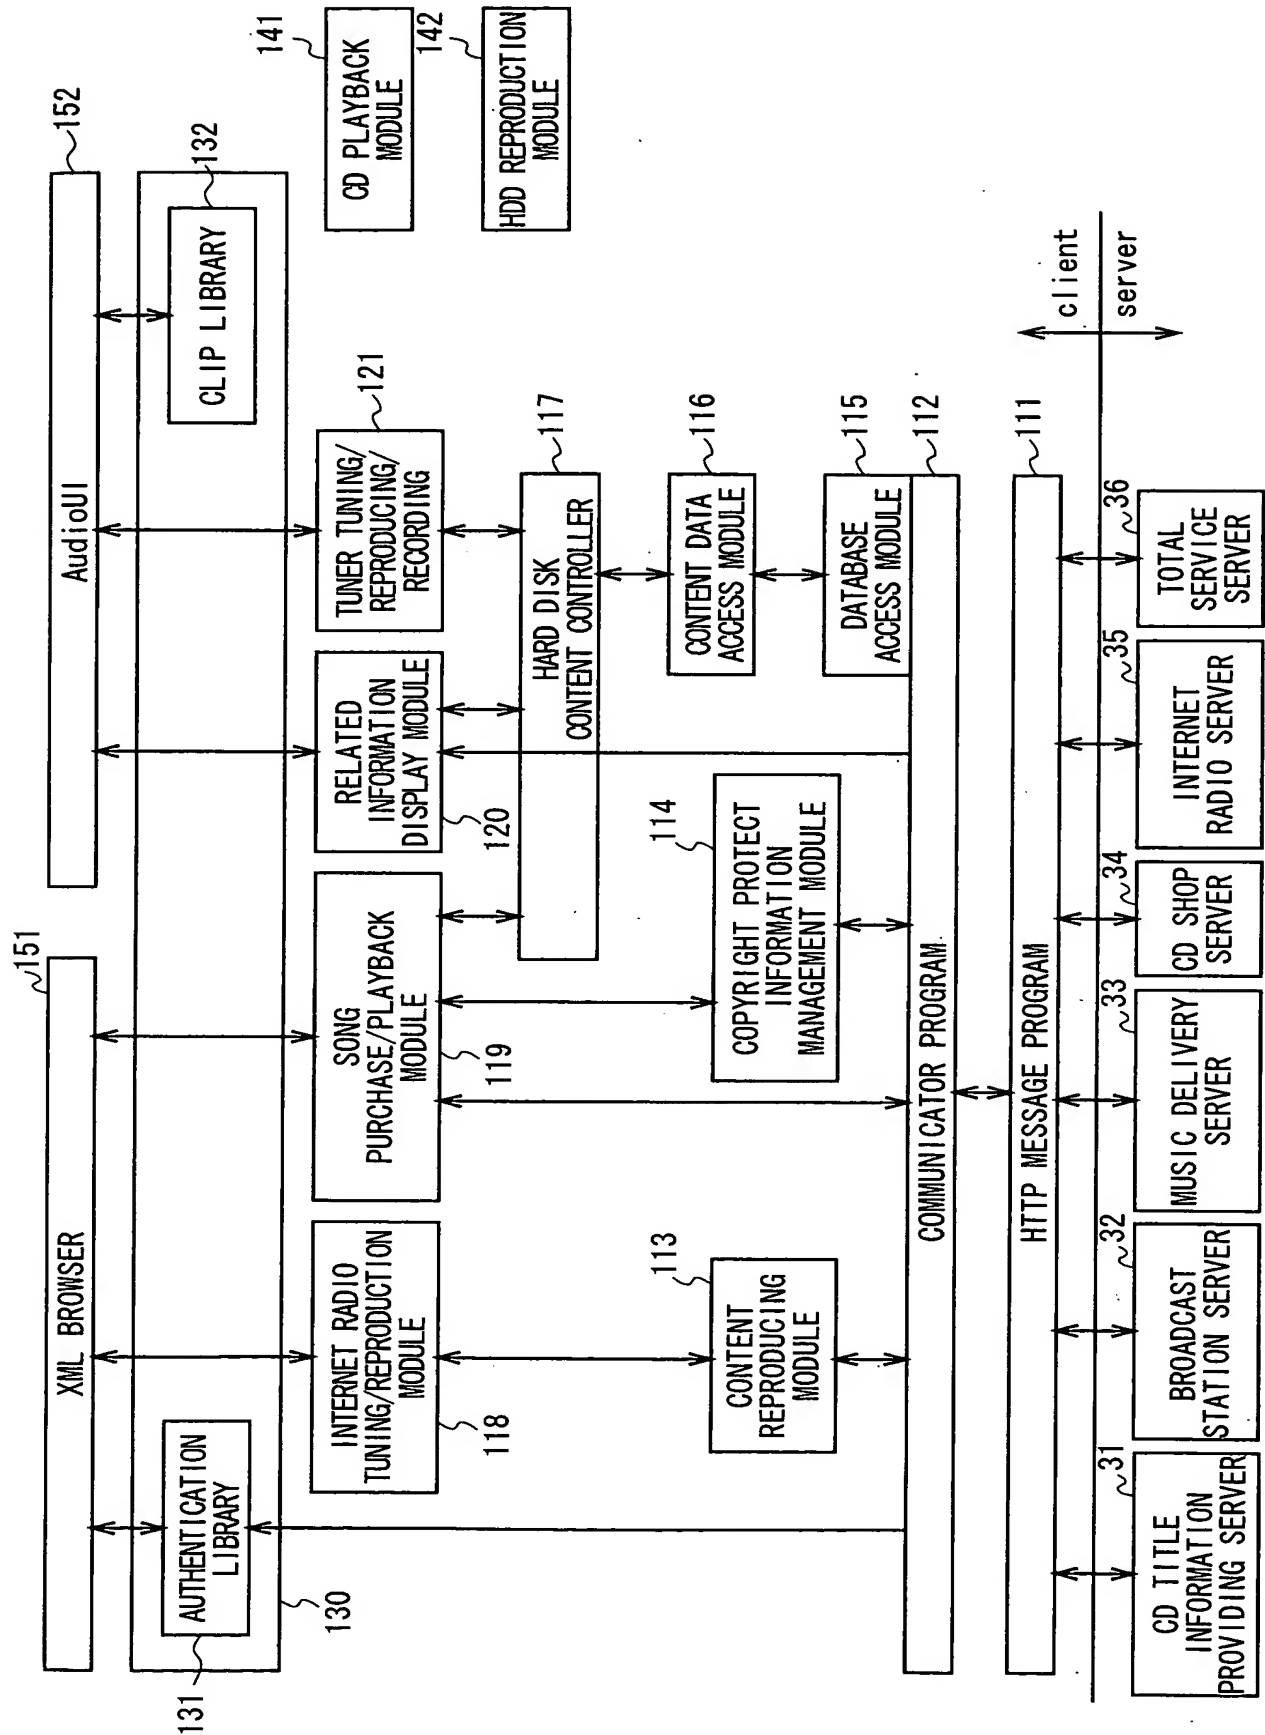 151
XML BROWSER
AudioUI
152
131
AUTHENTICATION
LIBRARY
130
CLIP LIBRARY
132
INTERNET RADIO
TUNING/REPRODUCTION
MODULE
118
SONG
PURCHASE/PLAYBACK
MODULE
119
RELATED
INFORMATION
DISPLAY MODULE
120
TUNER TUNING/
REPRODUCING/
RECORDING
121
CD PLAYBACK
MODULE
141
HDD REPRODUCTION
MODULE
142
HARD DISK
CONTENT CONTROLLER
117
CONTENT
REPRODUCING
MODULE
113
COPYRIGHT PROTECT
INFORMATION
MANAGEMENT MODULE
114
CONTENT DATA
ACCESS MODULE
116
DATABASE
ACCESS MODULE
115
COMMUNICATOR PROGRAM
112
HTTP MESSAGE PROGRAM
111
client
server
CD TITLE
INFORMATION
PROVIDING SERVER
31
BROADCAST
STATION SERVER
32
MUSIC DELIVERY
SERVER
33
CD SHOP
SERVER
34
INTERNET
RADIO SERVER
35
TOTAL
SERVICE
SERVER
36